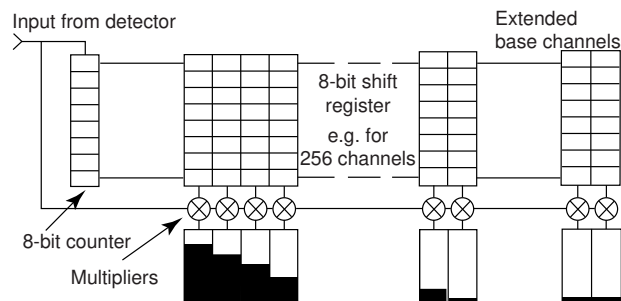 Input from detector
Extended
base channels
8-bit shift
register
e.g. for
256 channels
8-bit counter
Multipliers